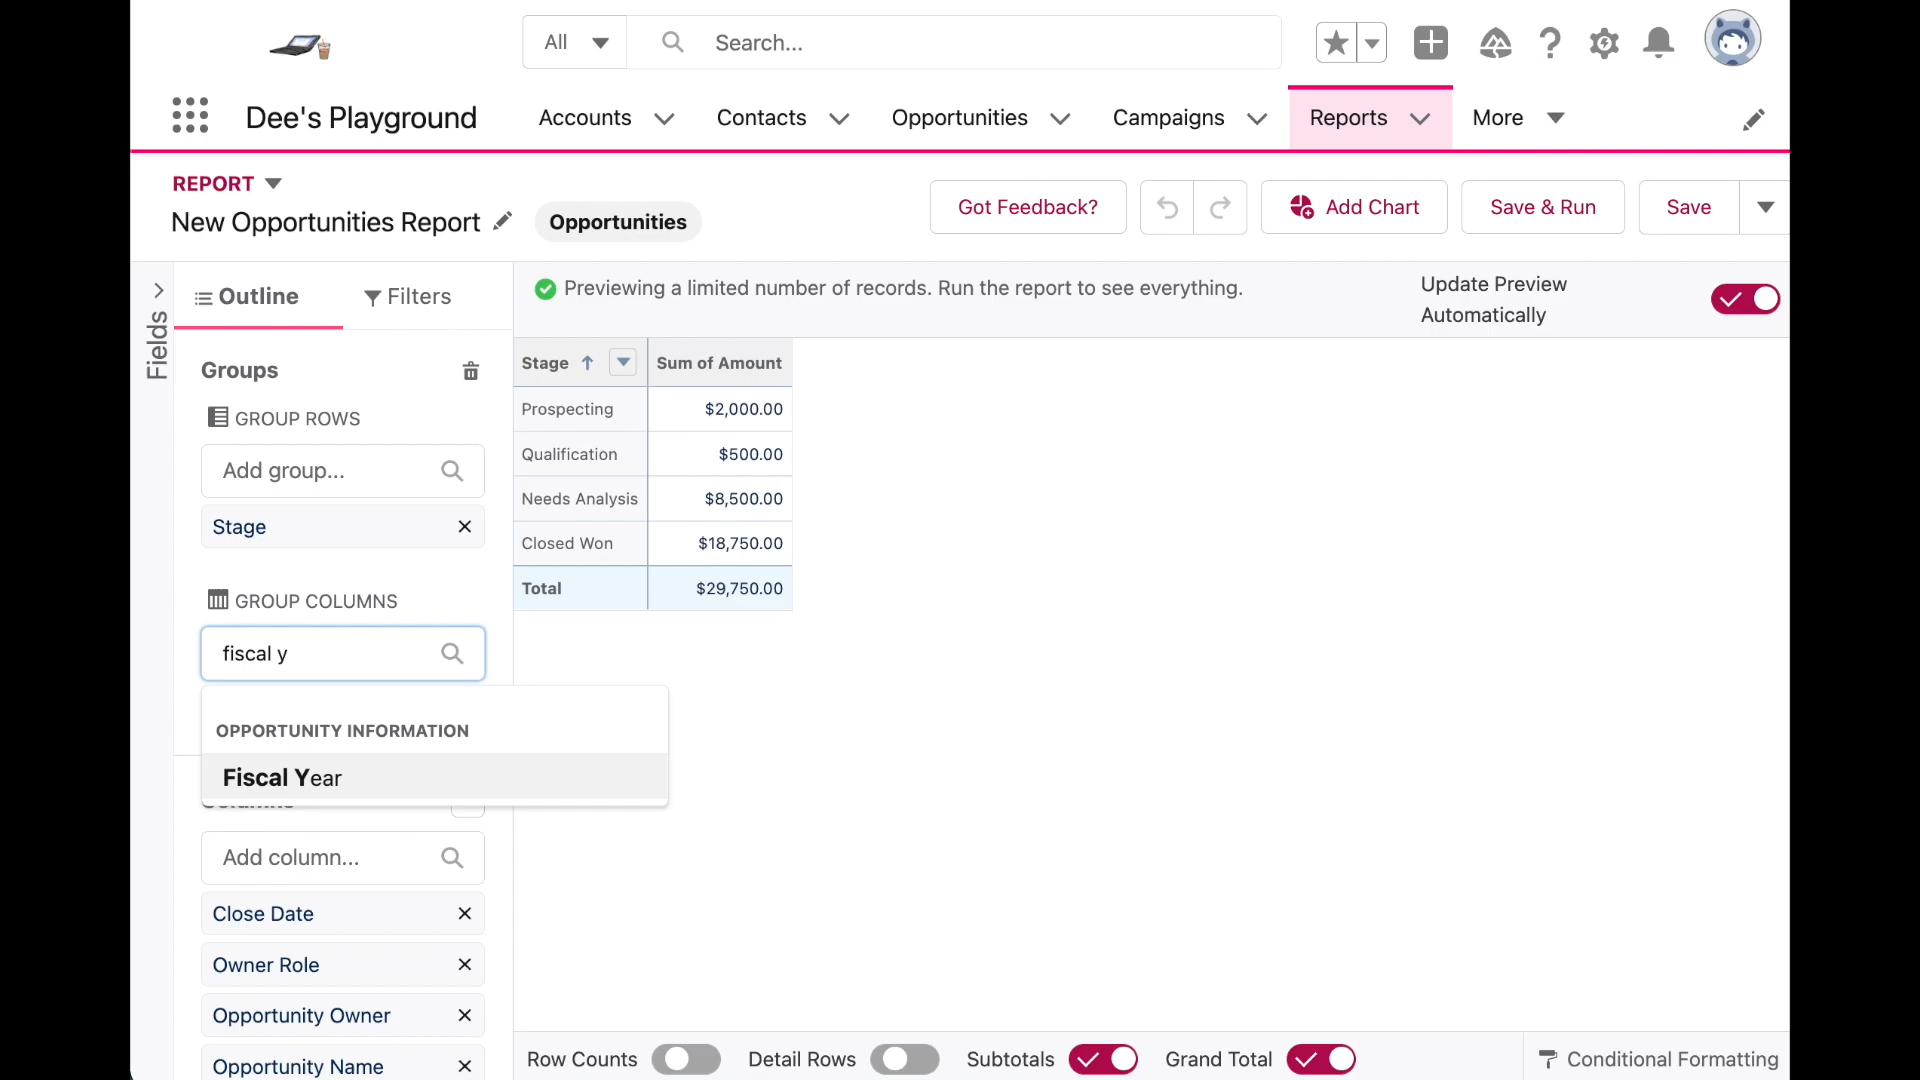 All
Search...
Dee's Playground
Accounts
Contacts
Opportunities
Campaigns
Reports
More
REPORT
New Opportunities Report
Opportunities
Got Feedback?
Add Chart
Save & Run
Save
Fields
Outline
Filters
Previewing a limited number of records. Run the report to see everything.
Update Preview
Automatically
Groups
GROUP ROWS
Add group...
Stage
GROUP COLUMNS
fiscal y
OPPORTUNITY INFORMATION
Fiscal Year
Add column...
Close Date
Owner Role
Opportunity Owner
Opportunity Name
Stage Sum of Amount
Prospecting $2,000.00
Qualification $500.00
Needs Analysis $8,500.00
Closed Won $18,750.00
Total $29,750.00
Row Counts
Detail Rows
Subtotals
Grand Total
Conditional Formatting